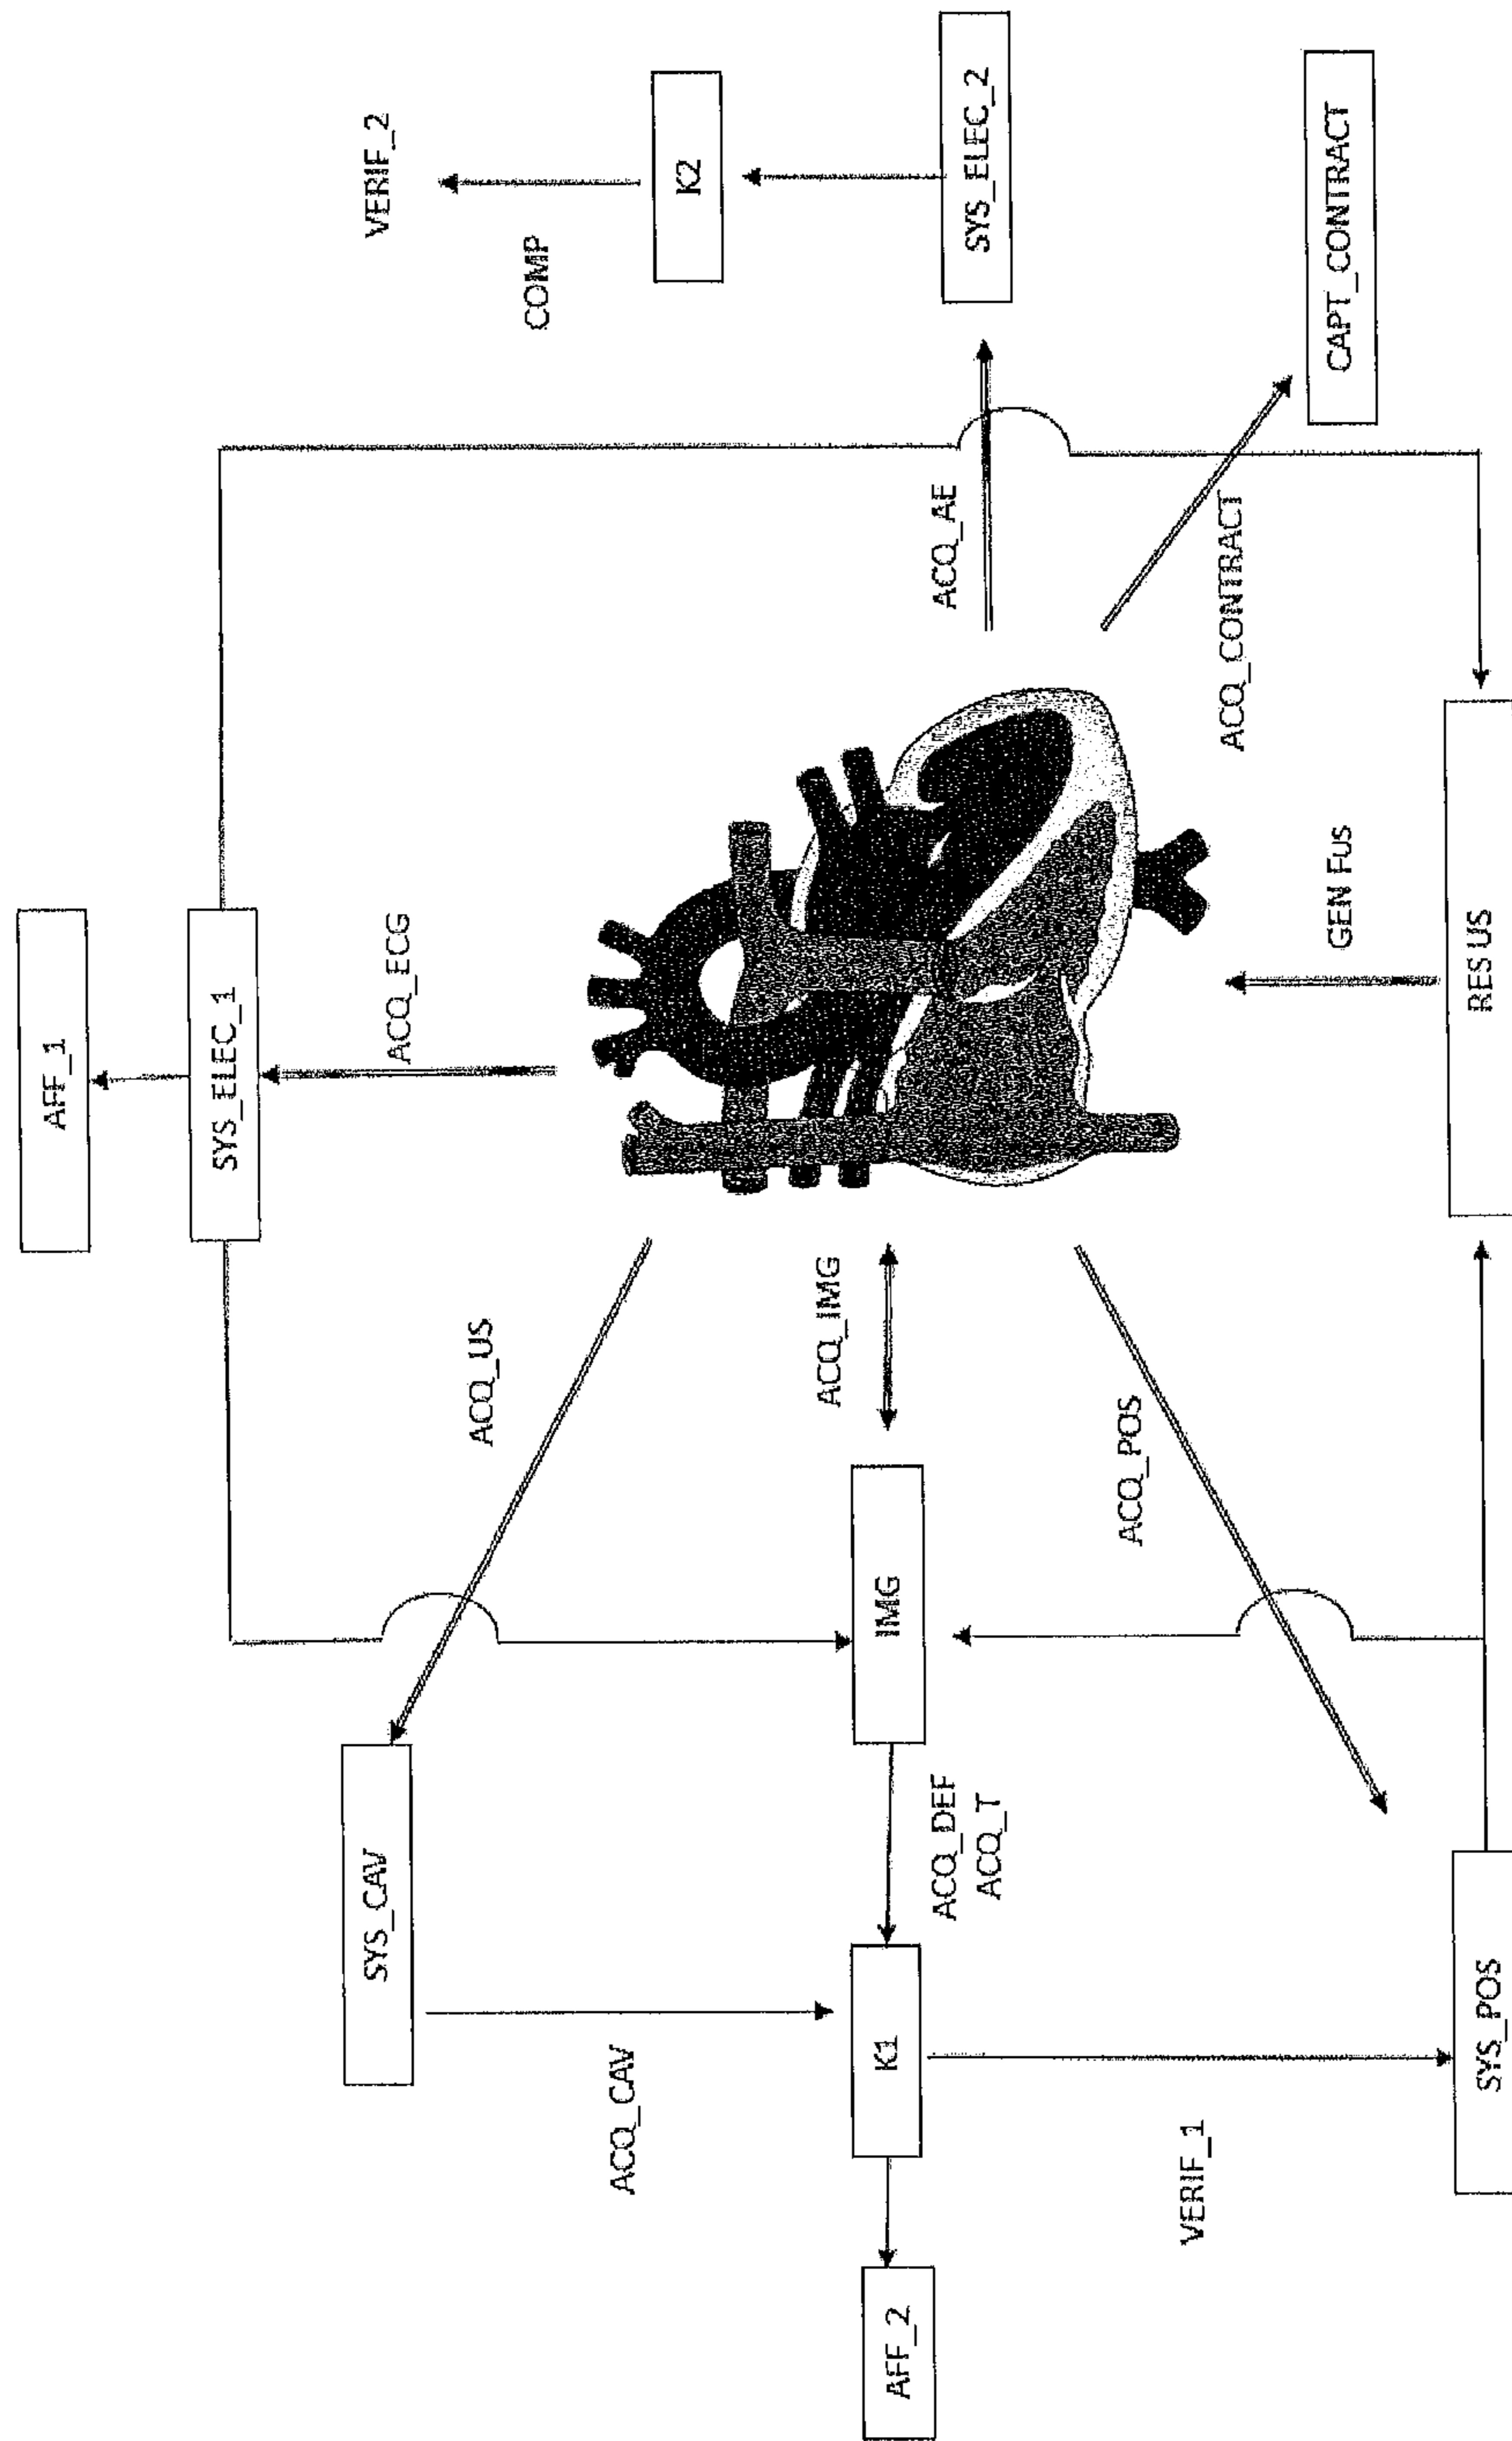 AFF_1
SYS_ELEC_1
ACQ_ECG
VERIF_2
COMP
K2
SYS_ELEC_2
SYS_CAV
ACQ_US
ACQ_CAV
AFF_2
K1
ACQ_DEF
ACQ_T
IMG
ACQ_IMG
ACQ_AE
ACQ_POS
ACQ_CONTRACT
CAPT_CONTRACT
VERIF_1
GEN Fus
SYS_POS
RES US